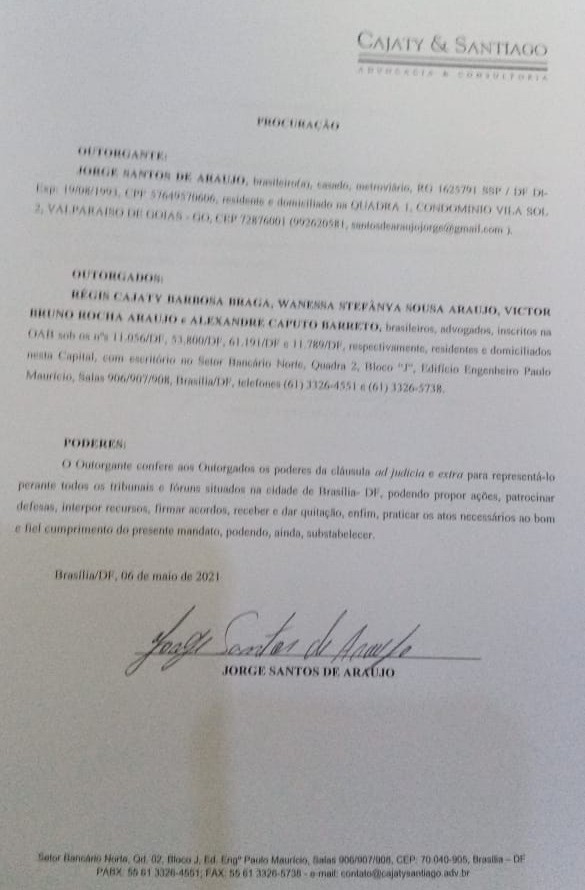 CAJATY & SANTIAGO
ADVOCACIA & CONSULTORIA
PROCURAÇÃO
OUTORGANTE:
JORGE SANTOS DE ARAUJO, brasileiro(a), casado, metroviário, RG 1625791 SSP / DF Dt-
Exp: 19/08/1993, CPF 57649570606, residente e domiciliado na QUADRA 1, CONDOMINIO VILA SOL
2, VALPARAISO DE GOIAS - GO, CEP 72876001 (992620581, santosdearaujojorge@gmail.com ).
OUTORGADOS:
RÉGIS CAJATY BARBOSA BRAGA, WANESSA STEFÂNYA SOUSA ARAUJO, VICTOR
BRUNO ROCHA ARAUJO e ALEXANDRE CAPUTO BARRETO, brasileiros, advogados, inscritos na
OAB sob os nºs 11.056/DF, 53.800/DF, 61.191/DF e 11.789/DF, respectivamente, residentes e domiciliados
nesta Capital, com escritório no Setor Bancário Norte, Quadra 2, Bloco "J", Edifício Engenheiro Paulo
Maurício, Salas 906/907/908, Brasília/DF, telefones (61) 3326-4551 e (61) 3326-5738.
PODERES:
O Outorgante confere aos Outorgados os poderes da cláusula ad judicia e extra para representá-lo
perante todos os tribunais e fóruns situados na cidade de Brasília- DF, podendo propor ações, patrocinar
defesas, interpor recursos, firmar acordos, receber e dar quitação, enfim, praticar os atos necessários ao bom
e fiel cumprimento do presente mandato, podendo, ainda, substabelecer.
Brasília/DF, 06 de maio de 2021
Jorge Santos de Araujo
JORGE SANTOS DE ARAUJO
Setor Bancário Norte, Qd. 02, Bloco J, Ed. Engº Paulo Maurício, Salas 906/907/908, CEP: 70.040-905, Brasília – DF
PABX: 55 61 3326-4551; FAX: 55 61 3326-5738 - e-mail: contato@cajatysantiago.adv.br